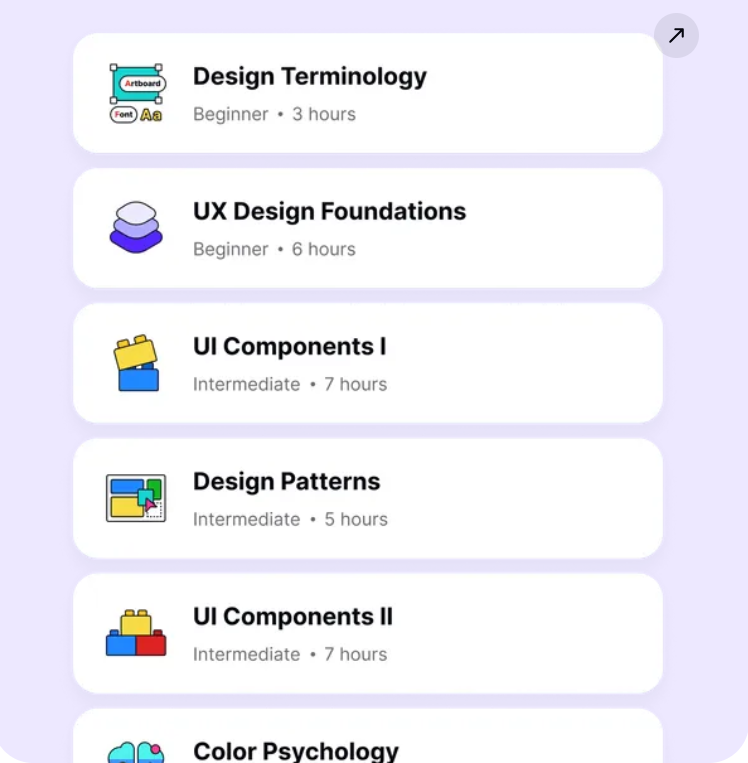 Artboard
Font Aa
Design Terminology
Beginner • 3 hours
UX Design Foundations
Beginner • 6 hours
UI Components I
Intermediate • 7 hours
Design Patterns
Intermediate • 5 hours
UI Components II
Intermediate • 7 hours
Color Psychology